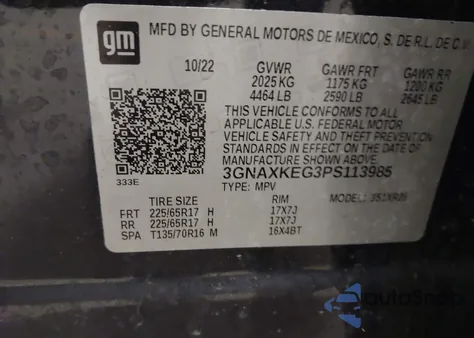 gm MFD BY GENERAL MOTORS DE MEXICO, S. DE R.L. DE C.V.
10/22 GVWR GAWR FRT GAWR RR
2025 KG 1175 KG 1200 KG
4464 LB 2590 LB 2645 LB
THIS VEHICLE CONFORMS TO ALL
APPLICABLE U.S. FEDERAL MOTOR
VEHICLE SAFETY AND THEFT PREVENTION
STANDARDS IN EFFECT ON THE DATE OF
MANUFACTURE SHOWN ABOVE.
3GNAXKEG3PS113985
333E TYPE: MPV MODEL:
TIRE SIZE RIM
FRT 225/65R17 H 17X7J
RR 225/65R17 H 17X7J
SPA T135/70R16 M 16X4BT
AutoSnap